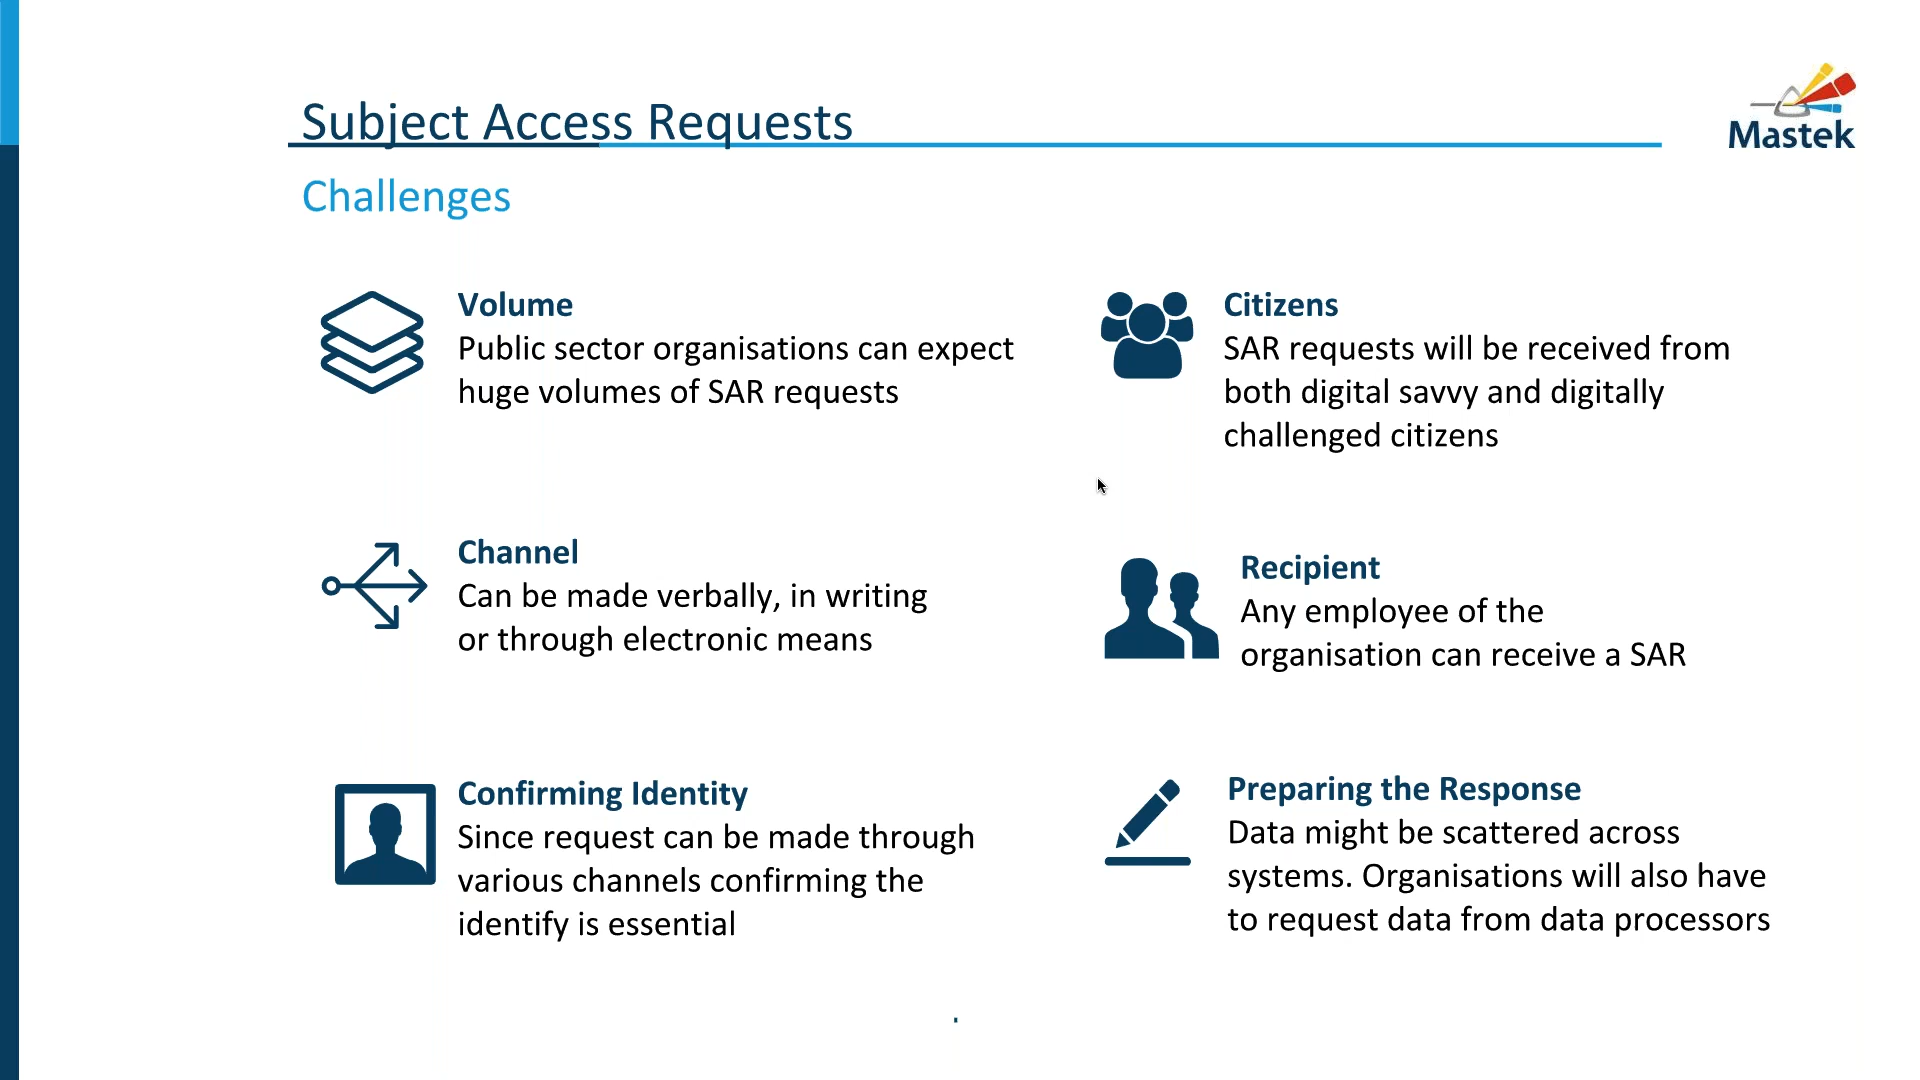 Subject Access Requests
Mastek
Challenges
Volume
Public sector organisations can expect
huge volumes of SAR requests
Citizens
SAR requests will be received from
both digital savvy and digitally
challenged citizens
Channel
Can be made verbally, in writing
or through electronic means
Recipient
Any employee of the
organisation can receive a SAR
Confirming Identity
Since request can be made through
various channels confirming the
identify is essential
Preparing the Response
Data might be scattered across
systems. Organisations will also have
to request data from data processors